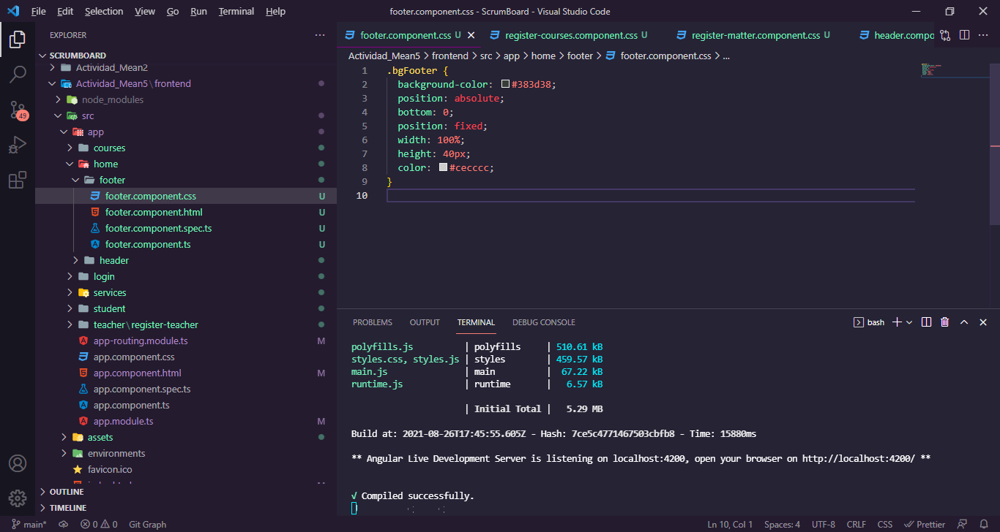 File Edit Selection View Go Run Terminal Help
footer.component.css - ScrumBoard - Visual Studio Code
EXPLORER
SCRUMBOARD
Actividad_Mean2
Actividad_Mean5\frontend
node_modules
src
app
courses
home
footer
footer.component.css U
footer.component.html U
footer.component.spec.ts U
footer.component.ts U
header
login
services
student
teacher\register-teacher
app-routing.module.ts M
app.component.css
app.component.html M
app.component.spec.ts
app.component.ts
app.module.ts M
assets
environments
favicon.ico
OUTLINE
TIMELINE
49
footer.component.css U register-courses.component.css U register-matter.component.css U header.compo
Actividad_Mean5 > frontend > src > app > home > footer > footer.component.css > ...
1 .bgFooter {
2 background-color: #383d38;
3 position: absolute;
4 bottom: 0;
5 position: fixed;
6 width: 100%;
7 height: 40px;
8 color: #cecccc;
9 }
10
PROBLEMS OUTPUT TERMINAL DEBUG CONSOLE bash
polyfills.js | polyfills | 510.61 kB
styles.css, styles.js | styles | 459.57 kB
main.js | main | 67.22 kB
runtime.js | runtime | 6.57 kB
| Initial Total | 5.29 MB
Build at: 2021-08-26T17:45:55.605Z - Hash: 7ce5c4771467503cbfb8 - Time: 15880ms
** Angular Live Development Server is listening on localhost:4200, open your browser on http://localhost:4200/ **
√ Compiled successfully.
main* 0 0 Git Graph Ln 10, Col 1 Spaces: 4 UTF-8 CRLF CSS Prettier